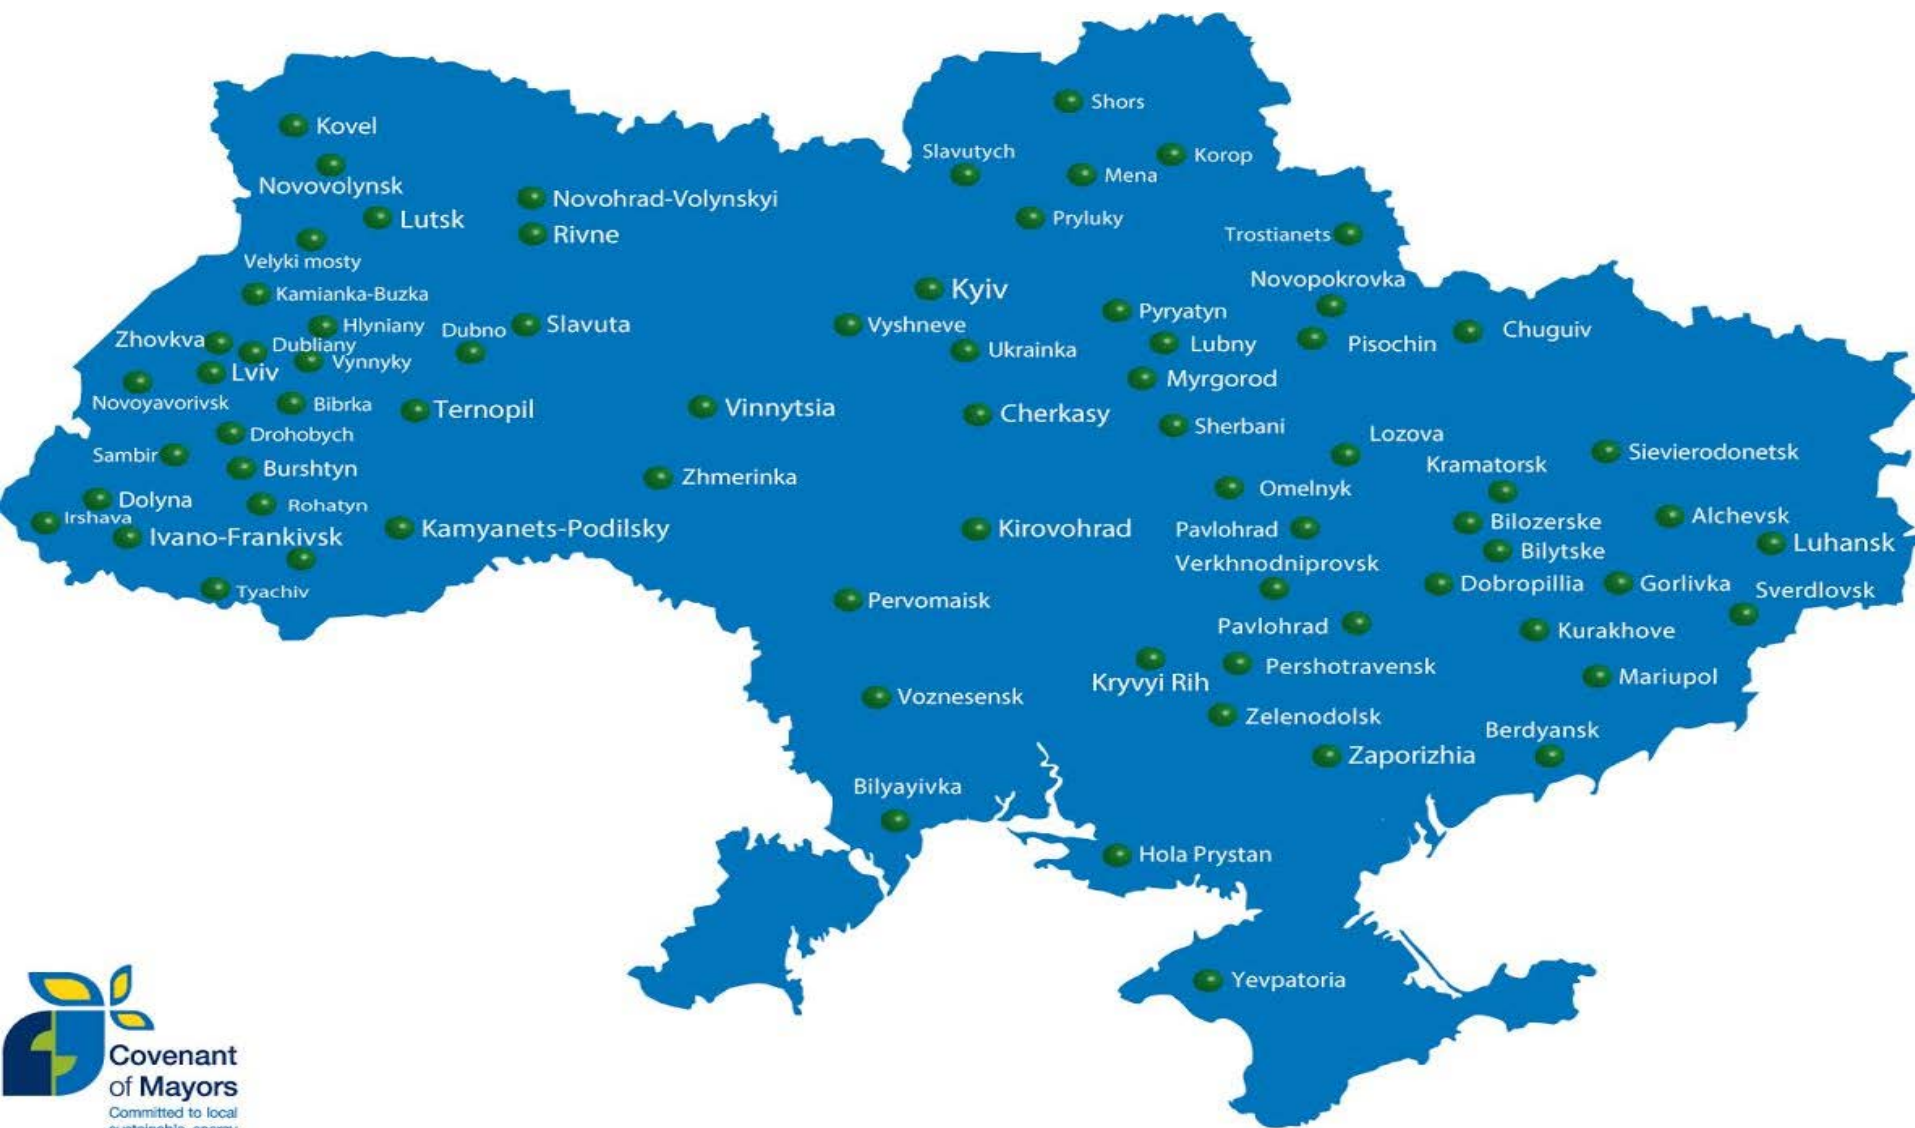 Shors
Kovel
Slavutych
Korop
Mena
Novovolynsk
Novohrad-Volynskyi
Lutsk
Pryluky
Rivne
Trostianets
Velyki mosty
Novopokrovka
Kyiv
Kamianka-Buzka
Pyryatyn
Hlyniany
Dubno
Slavuta
Vyshneve
Chuguiv
Zhovkva
Dubliany
Lubny
Pisochin
Ukrainka
Vynnyky
Lviv
Myrgorod
Novoyavorivsk
Bibrka
Ternopil
Vinnytsia
Cherkasy
Sherbani
Drohobych
Lozova
Sambir
Sievierodonetsk
Burshtyn
Kramatorsk
Zhmerinka
Omelnyk
Dolyna
Rohatyn
Irshava
Alchevsk
Bilozerske
Kamyanets-Podilsky
Kirovohrad
Pavlohrad
Ivano-Frankivsk
Luhansk
Bilytske
Verkhnodniprovsk
Dobropillia
Gorlivka
Sverdlovsk
Tyachiv
Pervomaisk
Pavlohrad
Kurakhove
Pershotravensk
Mariupol
Kryvyi Rih
Voznesensk
Zelenodolsk
Berdyansk
Zaporizhia
Bilyayivka
Hola Prystan
Yevpatoria
Covenant
of Mayors
Committed to local
sustainable energy